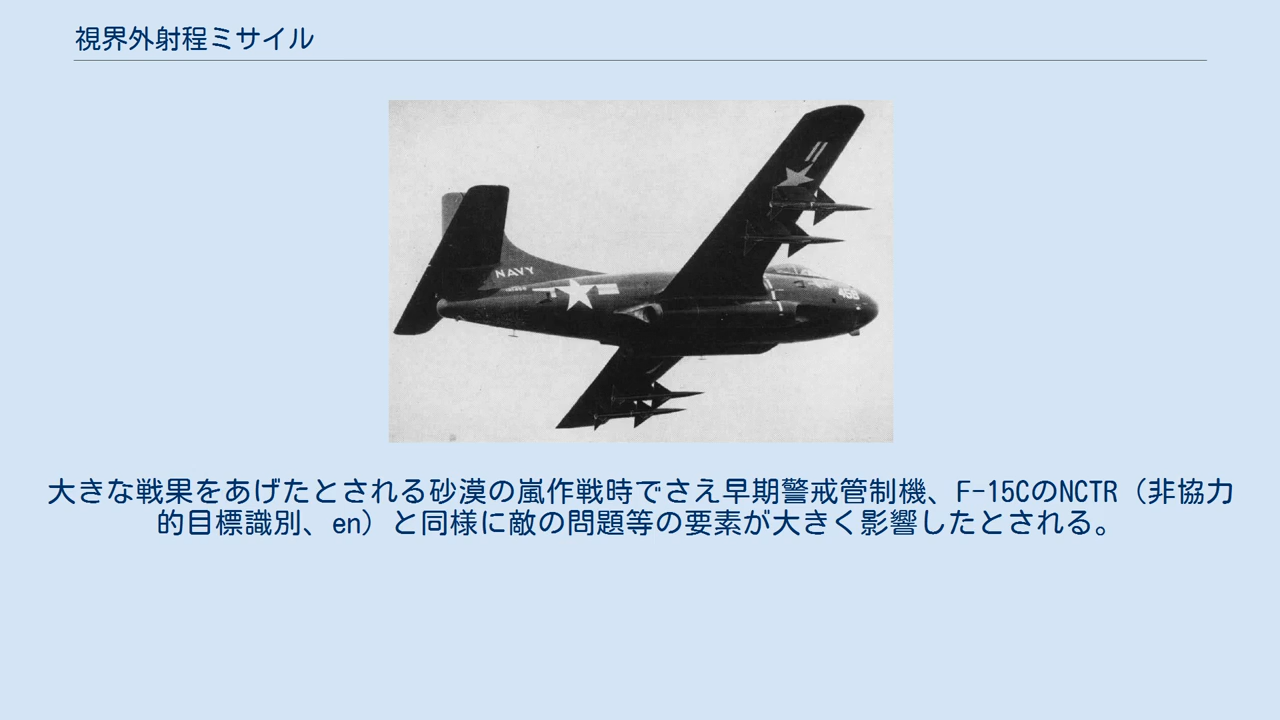 視界外射程ミサイル
NAVY
458
大きな戦果をあげたとされる砂漠の嵐作戦時でさえ早期警戒管制機、F-15CのNCTR（非協力
的目標識別、en）と同様に敵の問題等の要素が大きく影響したとされる。